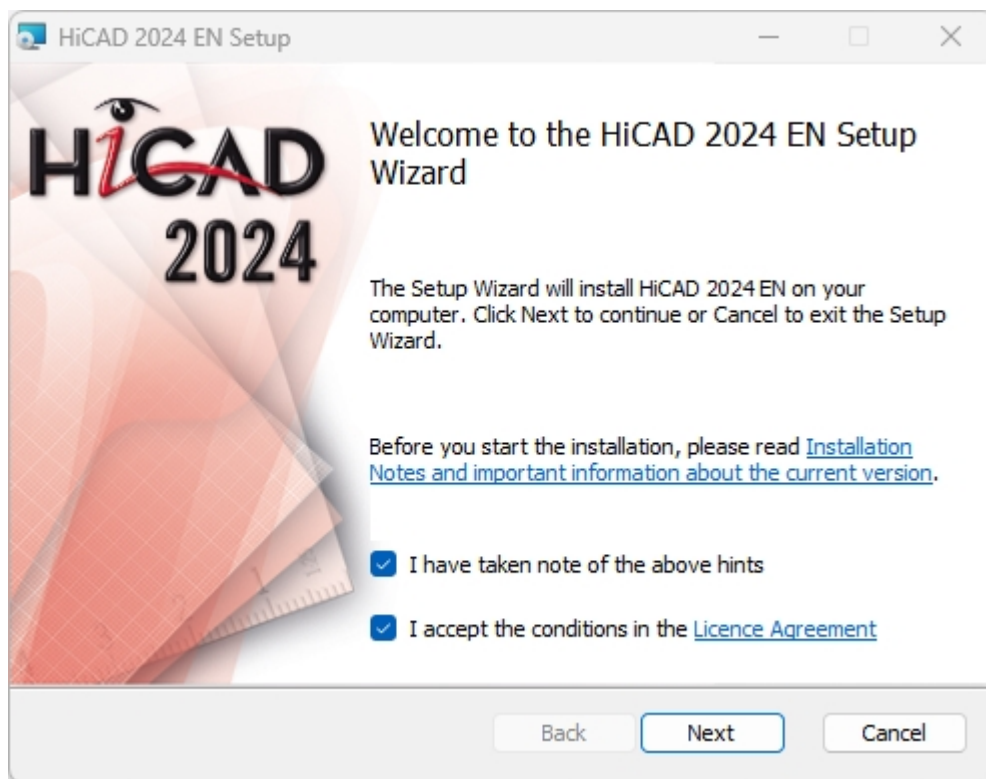 HiCAD 2024 EN Setup
HiCAD
2024
Welcome to the HiCAD 2024 EN Setup
Wizard
The Setup Wizard will install HiCAD 2024 EN on your
computer. Click Next to continue or Cancel to exit the Setup
Wizard.
Before you start the installation, please read Installation
Notes and important information about the current version.
I have taken note of the above hints
I accept the conditions in the Licence Agreement
Back
Next
Cancel